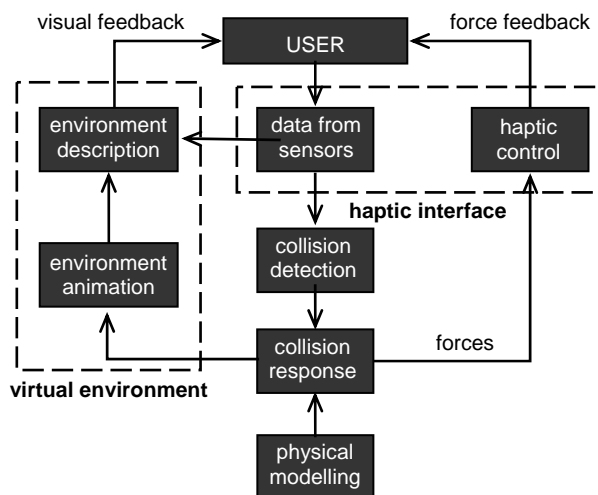 visual feedback
USER
force feedback
environment
description
data from
sensors
haptic
control
haptic interface
environment
animation
collision
detection
collision
response
forces
virtual environment
physical
modelling